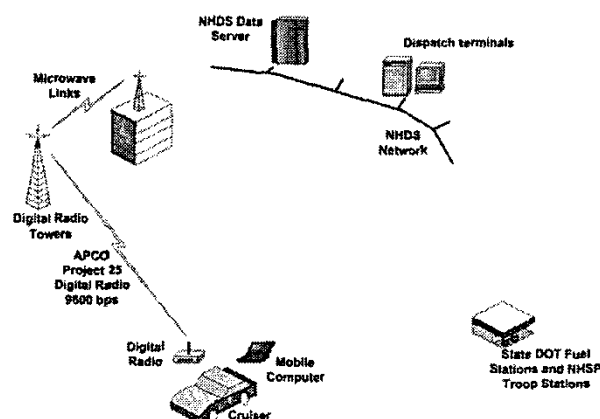 NHDS Data
Server
Dispatch terminals
Microwave
Links
NHDS
Network
Digital Radio
Towers
APCO
Project 25
Digital Radio
9600 bps
Digital
Radio
Mobile
Computer
Cruiser
State DOT Fuel
Stations and NHSP
Troop Stations